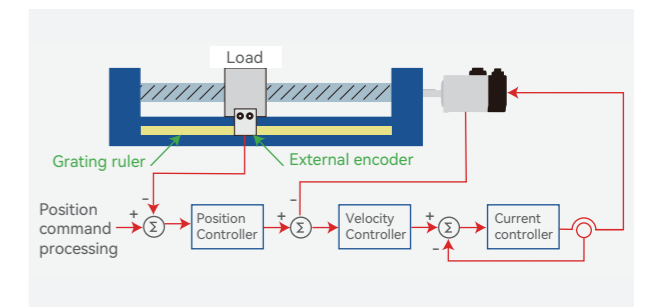 Load
Grating ruler
External encoder
Position
command
processing
+
−
Σ
Position
Controller
+
−
Σ
Velocity
Controller
+
−
Σ
Current
controller